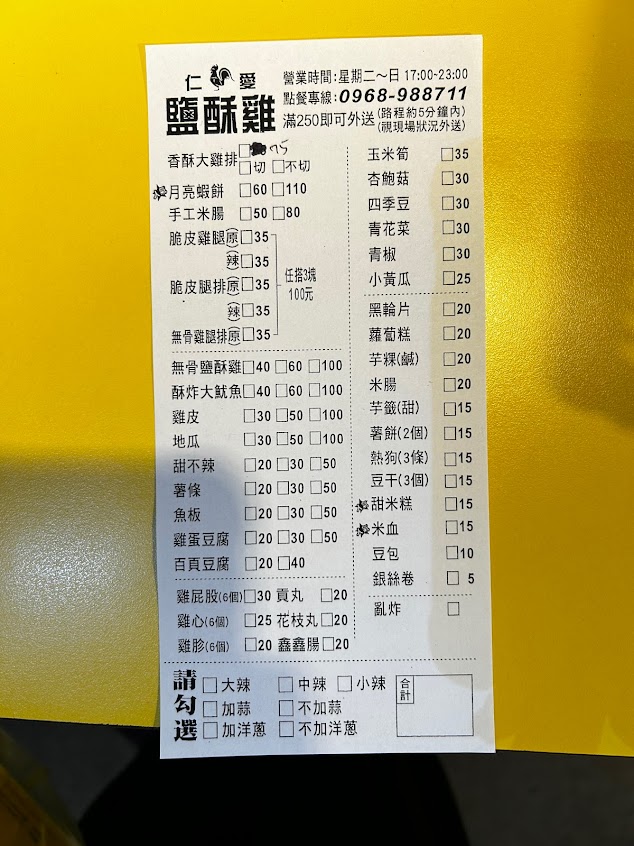 仁 愛
鹽酥雞
營業時間:星期二～日 17:00-23:00
點餐專線:0968-988711
滿250即可外送(路程約5分鐘內)
(視現場狀況外送)
香酥大雞排□ 75
□切 □不切
月亮蝦餅 □60 □110
手工米腸 □50 □80
脆皮雞腿(原)□35
(辣)□35
脆皮腿排(原)□35
(辣)□35
無骨雞腿排(原)□35
任搭3塊
100元
無骨鹽酥雞□40 □60 □100
酥炸大魷魚□40 □60 □100
雞皮 □30 □50 □100
地瓜 □30 □50 □100
甜不辣 □20 □30 □50
薯條 □20 □30 □50
魚板 □20 □30 □50
雞蛋豆腐 □20 □30 □50
百頁豆腐 □20 □40
雞屁股(6個)□30 貢丸 □20
雞心(6個) □25 花枝丸□20
雞胗(6個) □20 鑫鑫腸□20
玉米筍 □35
杏鮑菇 □30
四季豆 □30
青花菜 □30
青椒 □30
小黃瓜 □25
黑輪片 □20
蘿蔔糕 □20
芋粿(鹹) □20
米腸 □20
芋籤(甜) □15
薯餅(2個) □15
熱狗(3條) □15
豆干(3個) □15
甜米糕 □15
米血 □15
豆包 □10
銀絲卷 □ 5
亂炸 □
請勾選
□大辣 □中辣 □小辣
□加蒜 □不加蒜
□加洋蔥 □不加洋蔥
合計